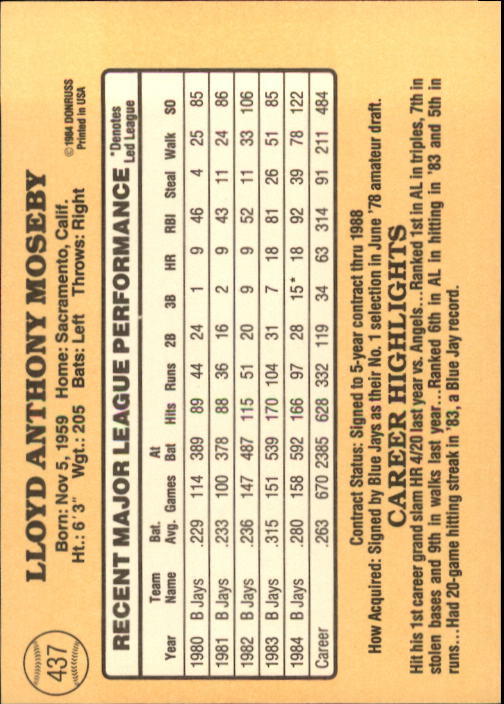 437
LLOYD ANTHONY MOSEBY
© 1984 DONRUSS
Printed in USA
Born: Nov 5, 1959 Home: Sacramento, Calif.
Ht.: 6'3" Wgt.: 205 Bats: Left Throws: Right
RECENT MAJOR LEAGUE PERFORMANCE *Denotes Led League
Year Team Name Bat. Avg. Games At Bat Hits Runs 2B 3B HR RBI Steal Walk SO
1980 B Jays .229 114 389 89 44 24 1 9 46 4 25 85
1981 B Jays .233 100 378 88 36 16 2 9 43 11 24 86
1982 B Jays .236 147 487 115 51 20 9 9 52 11 33 106
1983 B Jays .315 151 539 170 104 31 7 18 81 26 51 85
1984 B Jays .280 158 592 166 97 28 15* 18 92 39 78 122
Career .263 670 2385 628 332 119 34 63 314 91 211 484
Contract Status: Signed to 5-year contract thru 1988
How Acquired: Signed by Blue Jays as their No. 1 selection in June '78 amateur draft.
CAREER HIGHLIGHTS
Hit his 1st career grand slam HR 4/20 last year vs. Angels...Ranked 1st in AL in triples, 7th in
stolen bases and 9th in walks last year...Ranked 6th in AL in hitting in '83 and 5th in
runs...Had 20-game hitting streak in '83, a Blue Jay record.